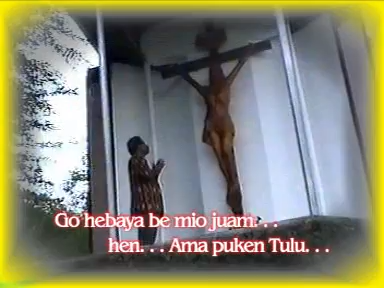 Go hebaya be mio juam. . .
hen. . . Ama puken Tulu. . .